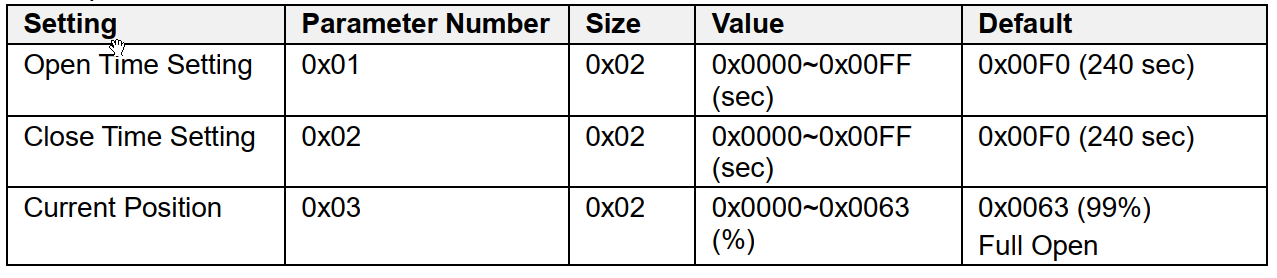 Setting Parameter Number Size Value Default
Open Time Setting 0x01 0x02 0x0000~0x00FF 0x00F0 (240 sec)
(sec)
Close Time Setting 0x02 0x02 0x0000~0x00FF 0x00F0 (240 sec)
(sec)
Current Position 0x03 0x02 0x0000~0x0063 0x0063 (99%)
(%) Full Open